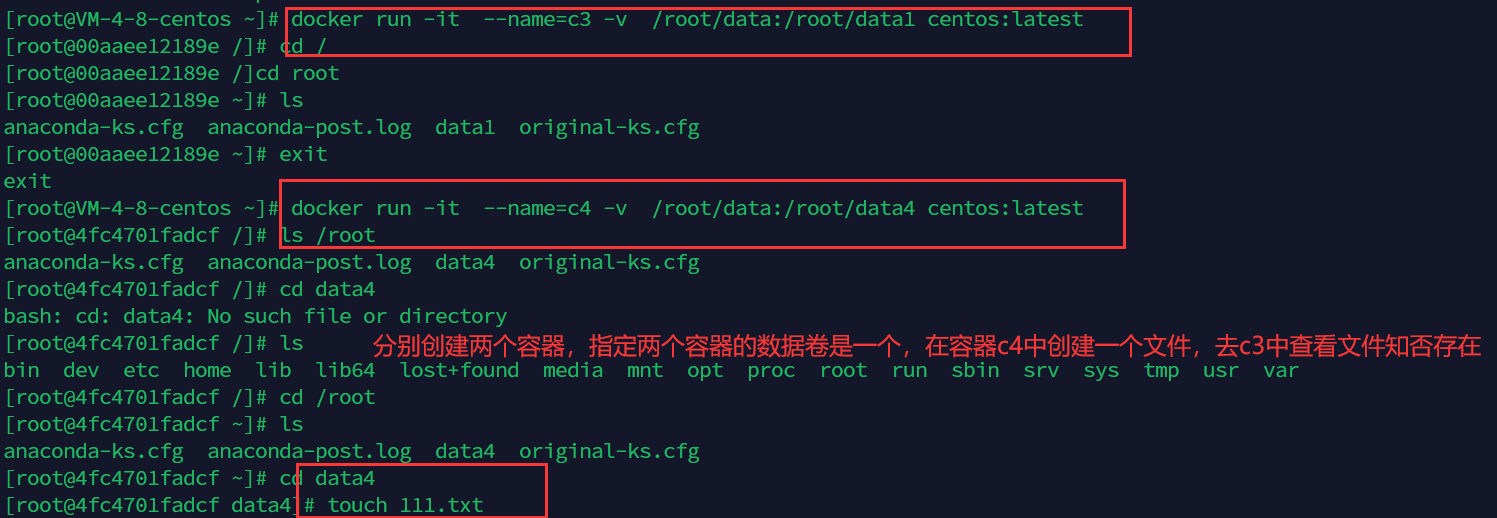 [root@VM-4-8-centos ~]# docker run -it  --name=c3 -v  /root/data:/root/data1 centos:latest
[root@00aaee12189e /]# cd /
[root@00aaee12189e /]cd root
[root@00aaee12189e ~]# ls
anaconda-ks.cfg  anaconda-post.log  data1  original-ks.cfg
[root@00aaee12189e ~]# exit
exit
[root@VM-4-8-centos ~]# docker run -it  --name=c4 -v  /root/data:/root/data4 centos:latest
[root@4fc4701fadcf /]# ls /root
anaconda-ks.cfg  anaconda-post.log  data4  original-ks.cfg
[root@4fc4701fadcf /]# cd data4
bash: cd: data4: No such file or directory
[root@4fc4701fadcf /]# ls
分别创建两个容器，指定两个容器的数据卷是一个，在容器c4中创建一个文件，去c3中查看文件知否存在
bin  dev  etc  home  lib  lib64  lost+found  media  mnt  opt  proc  root  run  sbin  srv  sys  tmp  usr  var
[root@4fc4701fadcf /]# cd /root
[root@4fc4701fadcf ~]# ls
anaconda-ks.cfg  anaconda-post.log  data4  original-ks.cfg
[root@4fc4701fadcf ~]# cd data4
[root@4fc4701fadcf data4]# touch 111.txt